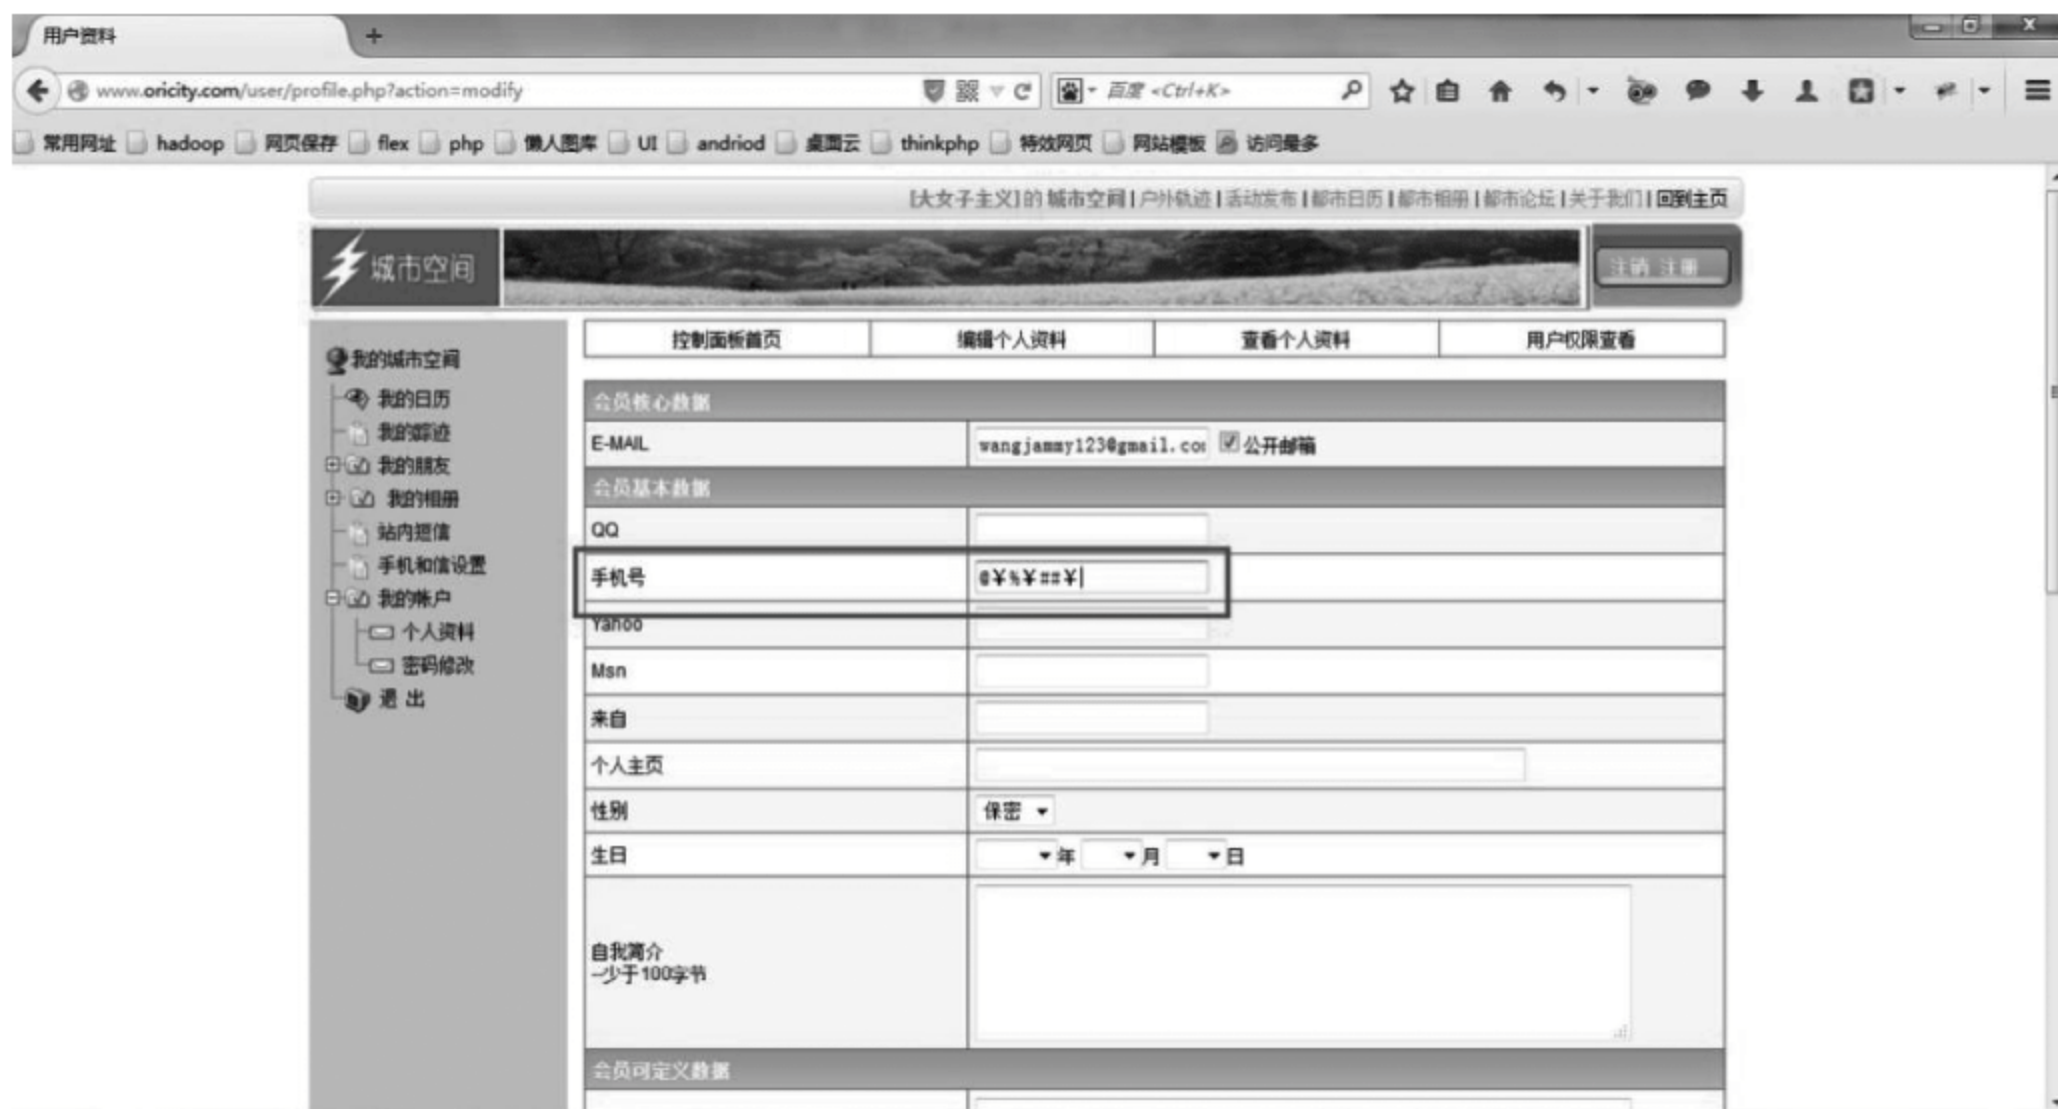 用户资料
www.oricity.com/user/profile.php?action=modify
百度 <Ctrl+K>
常用网址 hadoop 网页保存 flex php 懒人图库 UI andriod 桌面云 thinkphp 特效网页 网站模板 访问最多
[大女子主义]的 城市空间 | 户外轨迹 | 活动发布 | 都市日历 | 都市相册 | 都市论坛 | 关于我们 | 回到主页
城市空间
注销 注册
控制面板首页 编辑个人资料 查看个人资料 用户权限查看
我的城市空间
我的日历
我的踪迹
我的朋友
我的相册
站内短信
手机和信设置
我的帐户
个人资料
密码修改
退 出
会员核心数据
E-MAIL wangjammy123@gmail.co 公开邮箱
会员基本数据
QQ
手机号 @¥%¥##¥
Yahoo
Msn
来自
个人主页
性别 保密
生日 年 月 日
自我简介
--少于100字节
会员可定义数据